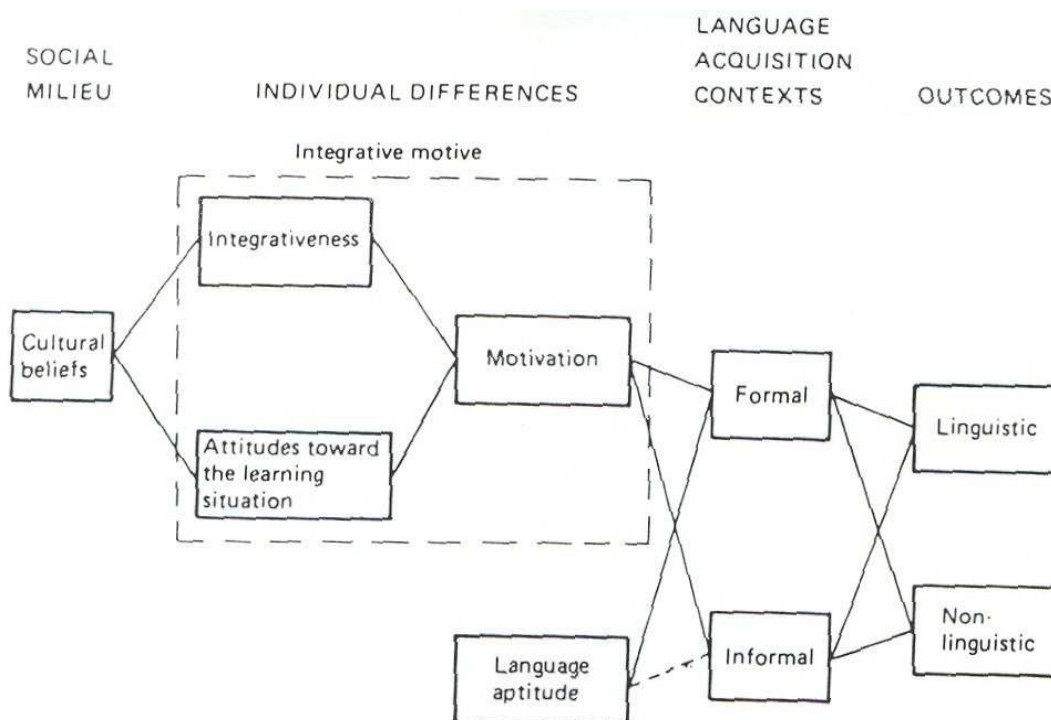 SOCIAL
MILIEU
INDIVIDUAL DIFFERENCES
LANGUAGE
ACQUISITION
CONTEXTS
OUTCOMES
Integrative motive
Integrativeness
Cultural
beliefs
Attitudes toward
the learning
situation
Motivation
Language
aptitude
Formal
Informal
Linguistic
Non-
linguistic